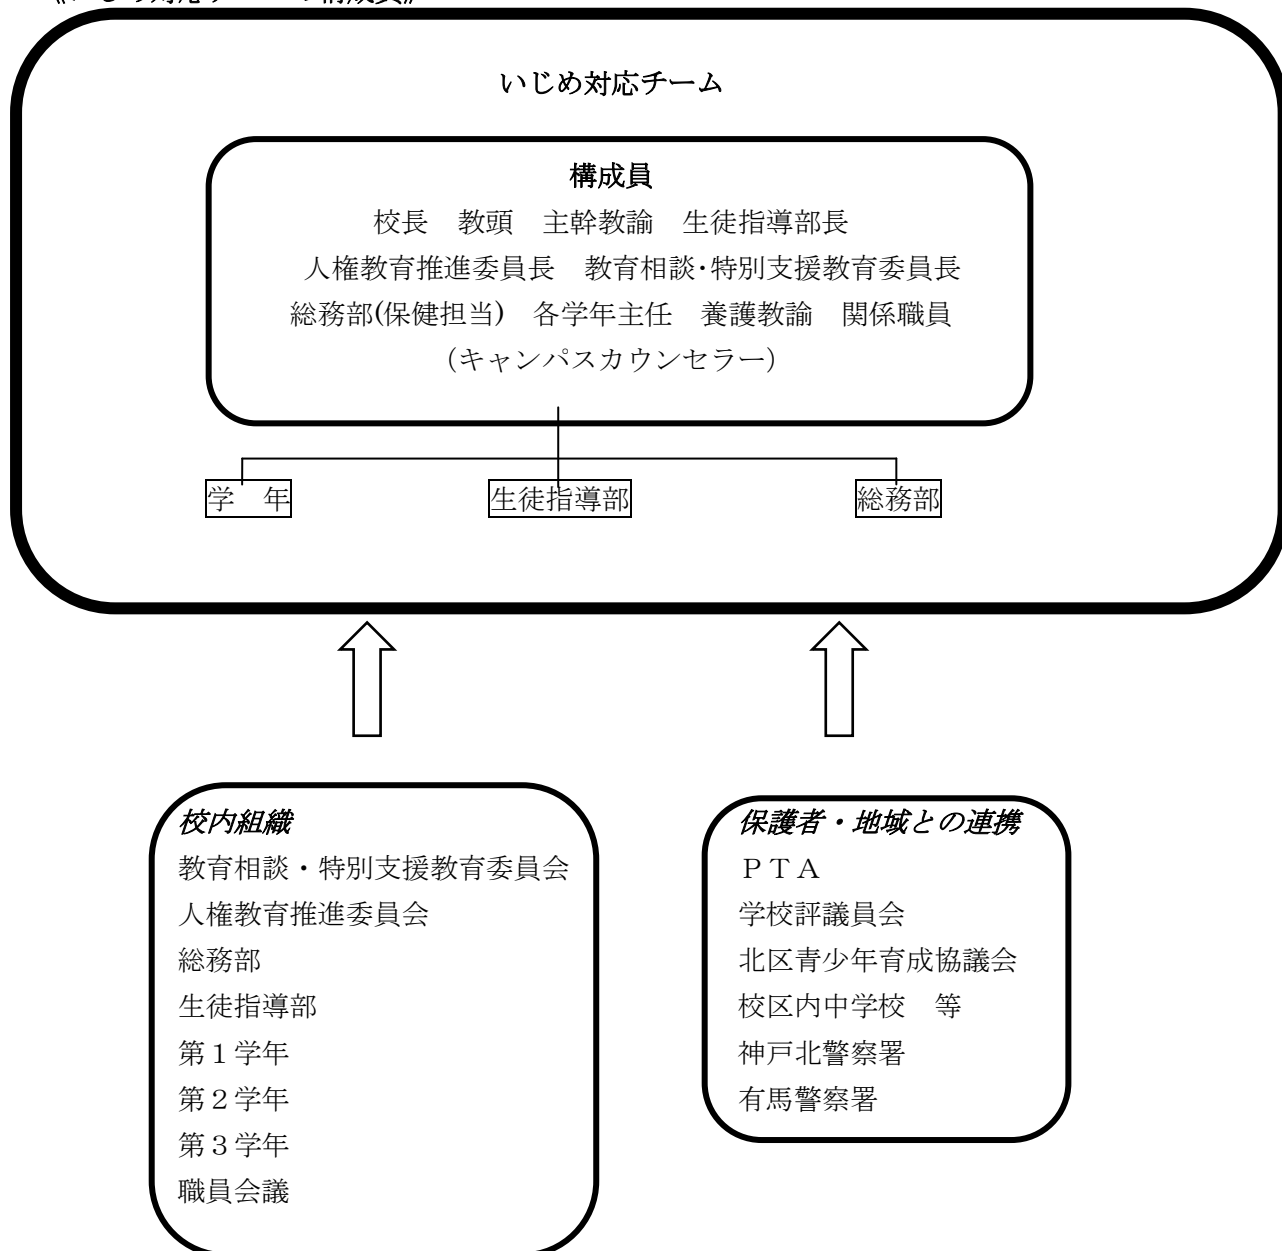 いじめ対応チーム
構成員
校長　教頭　主幹教諭　生徒指導部長
人権教育推進委員長　教育相談・特別支援教育委員長
総務部(保健担当)　各学年主任　養護教諭　関係職員
（キャンパスカウンセラー）
学　年　生徒指導部　総務部
校内組織
教育相談・特別支援教育委員会
人権教育推進委員会
総務部
生徒指導部
第１学年
第２学年
第３学年
職員会議
保護者・地域との連携
ＰＴＡ
学校評議員会
北区青少年育成協議会
校区内中学校　等
神戸北警察署
有馬警察署